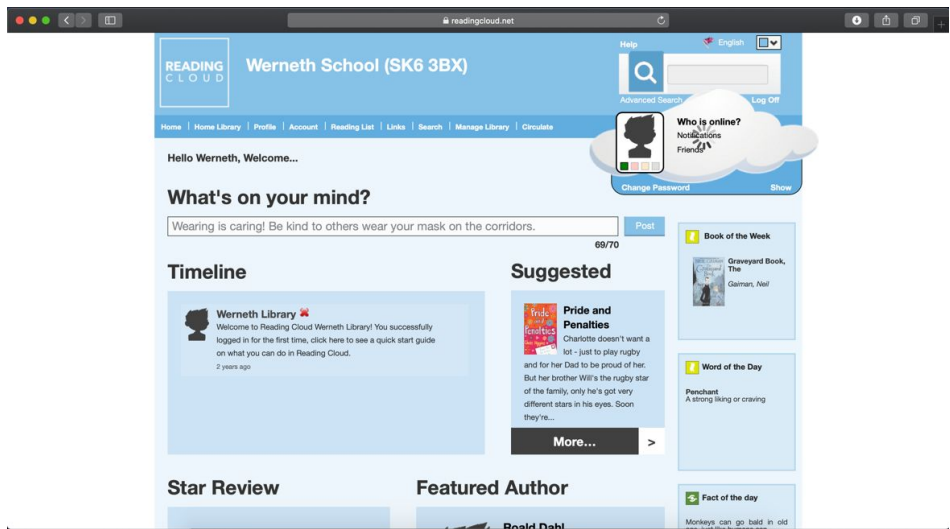 readingcloud.net
READING
CLOUD
Werneth School (SK6 3BX)
Help
English
Advanced Search
Log Off
Home | Home Library | Profile | Account | Reading List | Links | Search | Manage Library | Circulate
Who is online?
Notifications
Friends
Change Password
Show
Hello Werneth, Welcome...
What's on your mind?
Wearing is caring! Be kind to others wear your mask on the corridors.
Post
69/70
Timeline
Werneth Library
Welcome to Reading Cloud Werneth Library! You successfully
logged in for the first time, click here to see a quick start guide
on what you can do in Reading Cloud.
2 years ago
Suggested
Pride and
Penalties
Pride and
Penalties
Charlotte doesn't want a
lot - just to play rugby
and for her Dad to be proud of her.
But her brother Will's the rugby star
of the family, only he's got very
different stars in his eyes. Soon
they're...
More...
>
Book of the Week
Graveyard Book,
The
Gaiman, Neil
Word of the Day
Penchant
A strong liking or craving
Star Review
Featured Author
Roald Dahl
Fact of the day
Monkeys can go bald in old